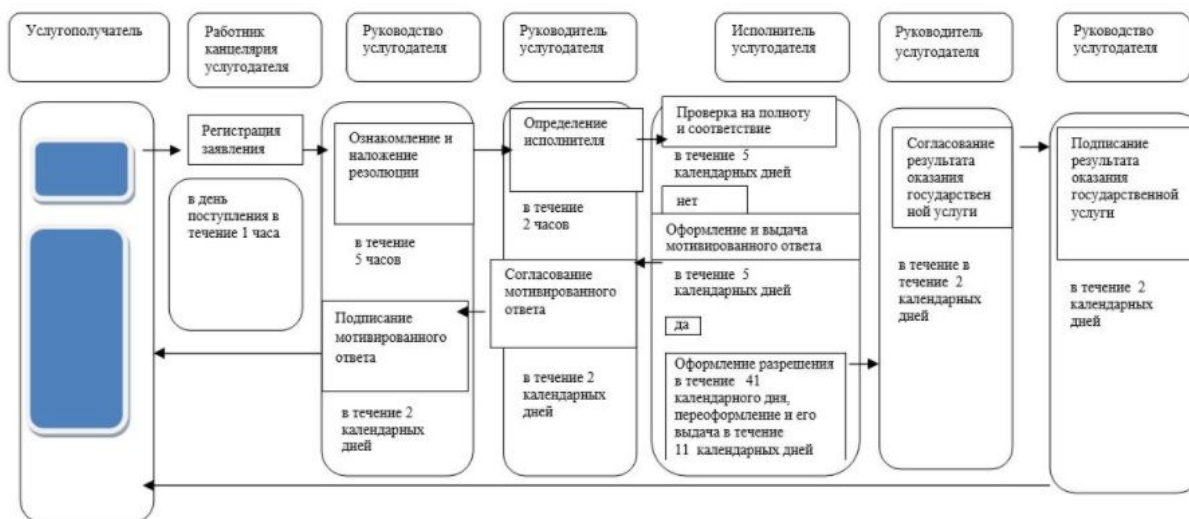 Услугополучатель
Работник
канцелярия
услугодателя
Руководство
услугодателя
Руководитель
услугодателя
Исполнитель
услугодателя
Руководитель
услугодателя
Руководство
услугодателя
Регистрация
заявления
в день
поступления в
течение 1 часа
Ознакомление и
наложение
резолюции
в течение
5 часов
Подписание
мотивированного
ответа
в течение 2
календарных
дней
Определение
исполнителя
в течение
2 часов
Согласование
мотивированного
ответа
в течение 2
календарных
дней
Проверка на полноту
и соответствие
в течение 5
календарных дней
нет
Оформление и выдача
мотивированного ответа
в течение 5
календарных дней
да
Оформление разрешения
в течение 41
календарного дня,
переоформление и его
выдача в течение
11 календарных дней
Согласование
результата
оказания
государствен
ной услуги
в течение в
течение 2
календарных
дней
Подписание
результата
оказания
государственной
услуги
в течение 2
календарных дней